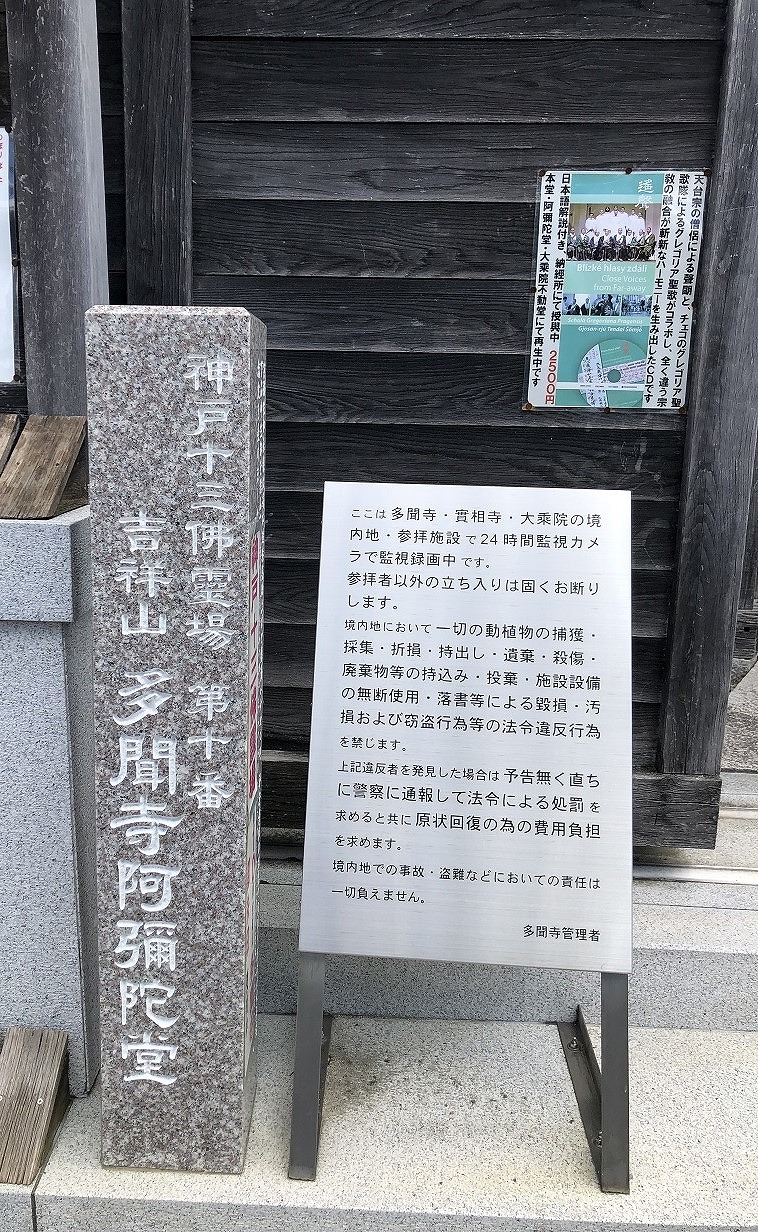 神戸十三佛霊場 第十番
吉祥山 多聞寺阿彌陀堂
天台宗の僧侶による聲明と、チェコのグレゴリア聖
歌隊によるグレゴリア聖歌がコラボし、全く違う宗
教の融合が斬新なハーモニーを生み出したCDです
遥聲
Blízké hlasy zdáli
Close Voices
from Far-away
Schola Gregoriana Pragensis
Gjosan-rjú Tendai Šómjó
日本語解説付き、納經所にて授與中 2500円
本堂・阿彌陀堂・大乘院不動堂にて再生中です
ここは 多聞寺・實相寺・大乘院の境
内地・参拝施設 で 24 時間監視カメ
ラで監視録画中 です。
参拝者以外の立ち入りは固くお断り
します。
境内地において 一切の動植物の捕獲・
採集・折損・持出し・遺棄・殺傷・
廃棄物等の持込み・投棄・施設設備
の無断使用・落書等による毀損・汚
損および窃盗行為等の法令違反行為
を禁じます。
上記違反者を発見した場合は 予告無く直ち
に警察に通報して法令による処罰 を
求めると共に 原状回復の為の費用負担
を求めます。
境内地での事故・盗難などにおいての責任は
一切負えません。
多聞寺管理者